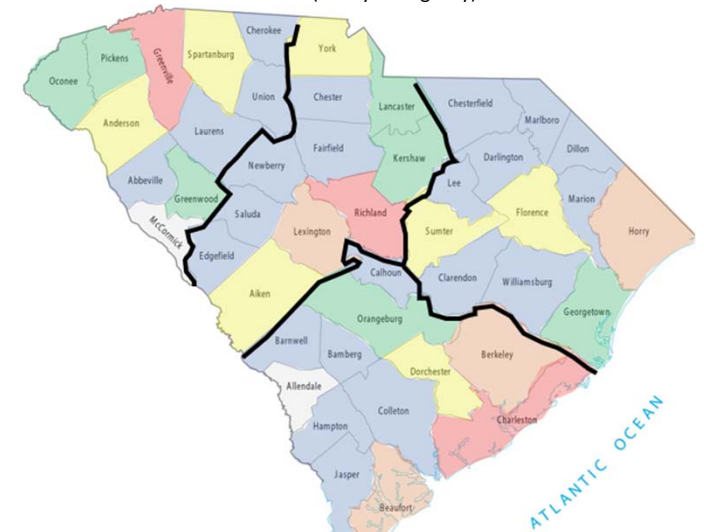 Cherokee
York
Spartanburg
Greenville
Pickens
Oconee
Lancaster
Chesterfield
Union
Chester
Marlboro
Anderson
Laurens
Fairfield
Kershaw
Darlington
Dillon
Newberry
Abbeville
Lee
Greenwood
Marion
Saluda
Richland
Florence
McCormick
Lexington
Sumter
Horry
Edgefield
Calhoun
Clarendon
Williamsburg
Aiken
Georgetown
Orangeburg
Barnwell
Bamberg
Berkeley
Dorchester
Allendale
Colleton
Charleston
Hampton
Jasper
Beaufort
ATLANTIC OCEAN